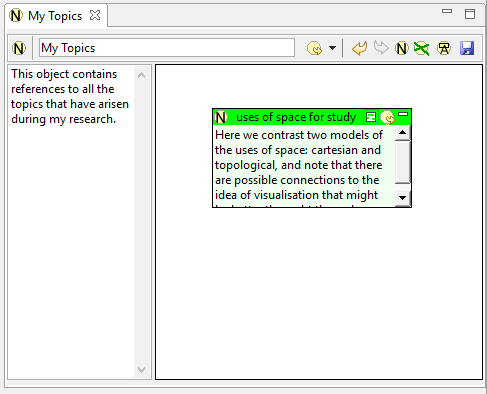 My Topics
My Topics
This object contains
references to all the
topics that have arisen
during my research.
uses of space for study
Here we contrast two models of
the uses of space: cartesian and
topological, and note that there
are possible connections to the
idea of visualisation that might